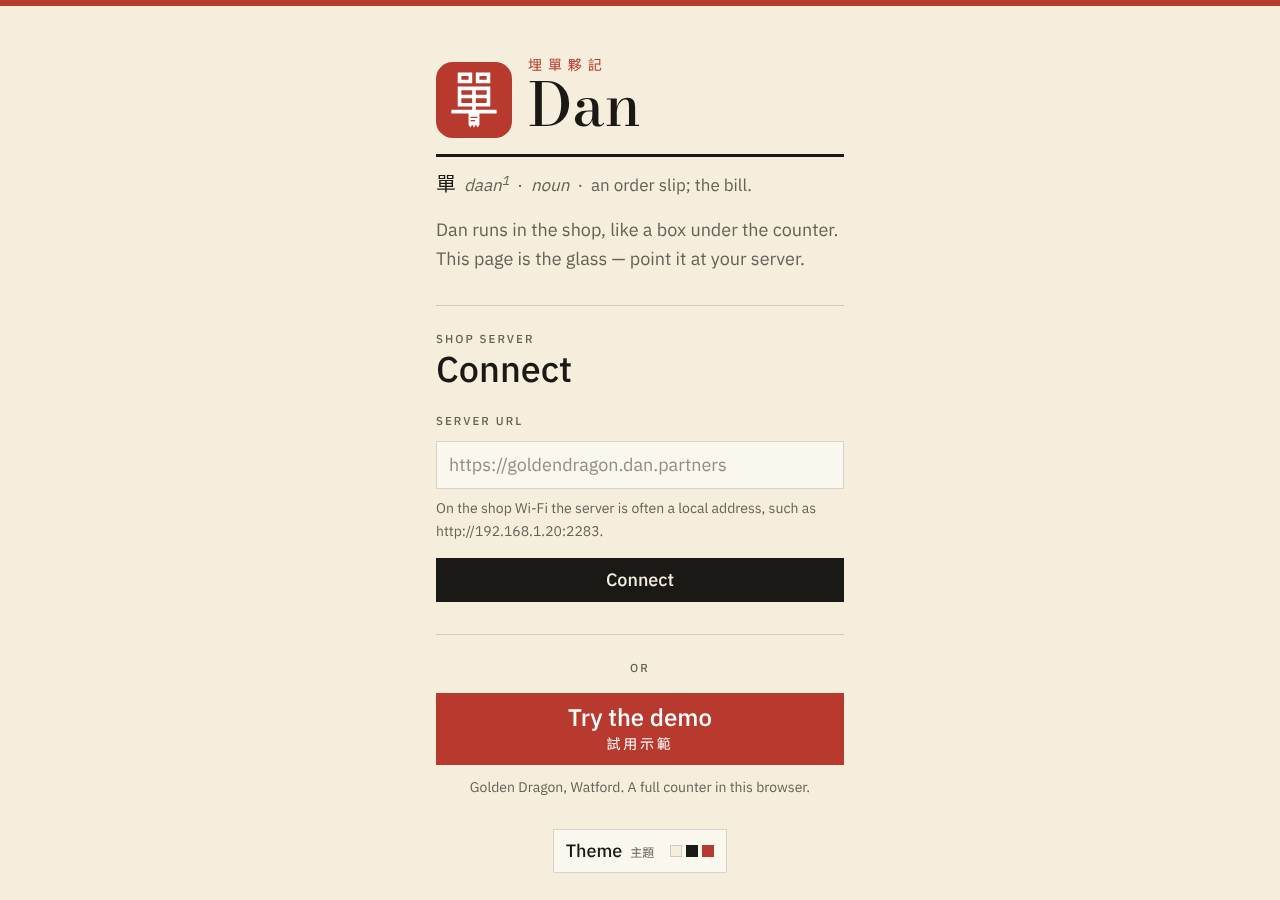 單
埋單夥記
Dan
單 daan¹ · noun · an order slip; the bill.
Dan runs in the shop, like a box under the counter.
This page is the glass — point it at your server.
SHOP SERVER
Connect
SERVER URL
https://goldendragon.dan.partners
On the shop Wi-Fi the server is often a local address, such as
http://192.168.1.20:2283.
Connect
OR
Try the demo
試用示範
Golden Dragon, Watford. A full counter in this browser.
Theme 主題